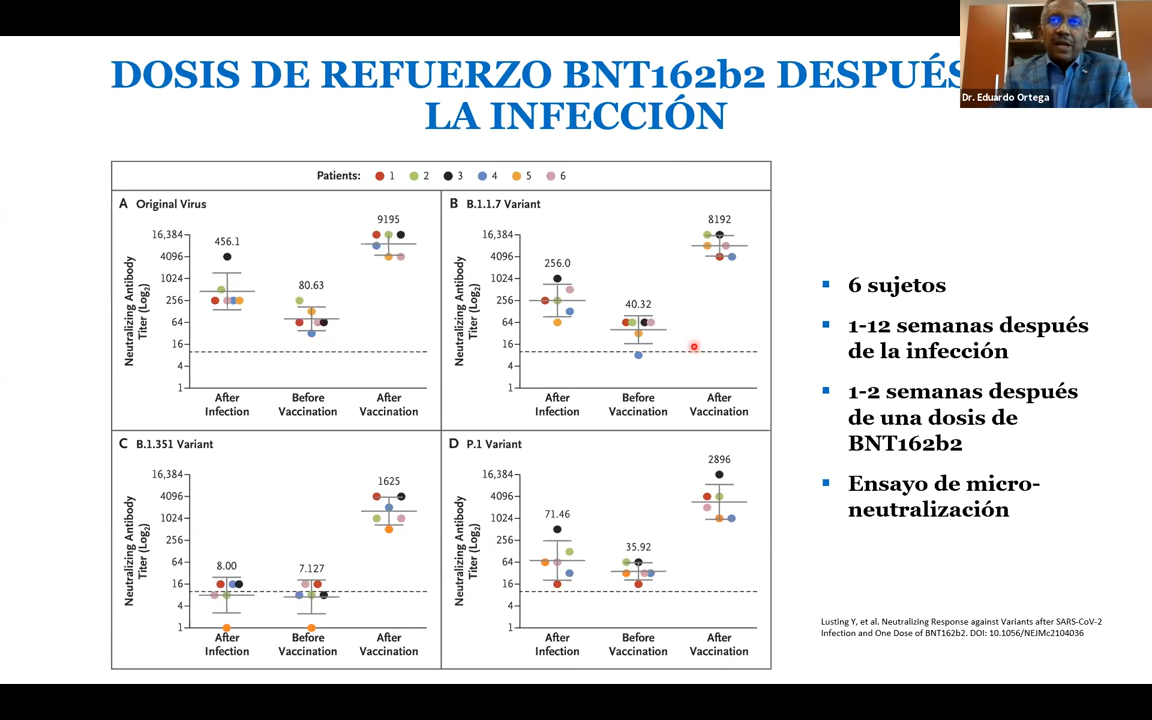 DOSIS DE REFUERZO BNT162b2 DESPUÉS
LA INFECCIÓN
Dr. Eduardo Ortega
Patients: 1 2 3 4 5 6
A Original Virus
Neutralizing Antibody
Titer (Log2)
16,384
4096
1024
256
64
16
4
1
456.1
80.63
9195
After
Infection
Before
Vaccination
After
Vaccination
B B.1.1.7 Variant
Neutralizing Antibody
Titer (Log2)
16,384
4096
1024
256
64
16
4
1
256.0
40.32
8192
After
Infection
Before
Vaccination
After
Vaccination
C B.1.351 Variant
Neutralizing Antibody
Titer (Log2)
16,384
4096
1024
256
64
16
4
1
8.00
7.127
1625
After
Infection
Before
Vaccination
After
Vaccination
D P.1 Variant
Neutralizing Antibody
Titer (Log2)
16,384
4096
1024
256
64
16
4
1
71.46
35.92
2896
After
Infection
Before
Vaccination
After
Vaccination
▪ 6 sujetos
▪ 1-12 semanas después
de la infección
▪ 1-2 semanas después
de una dosis de
BNT162b2
▪ Ensayo de micro-
neutralización
Lusting Y, et al. Neutralizing Response against Variants after SARS-CoV-2
Infection and One Dose of BNT162b2. DOI: 10.1056/NEJMc2104036